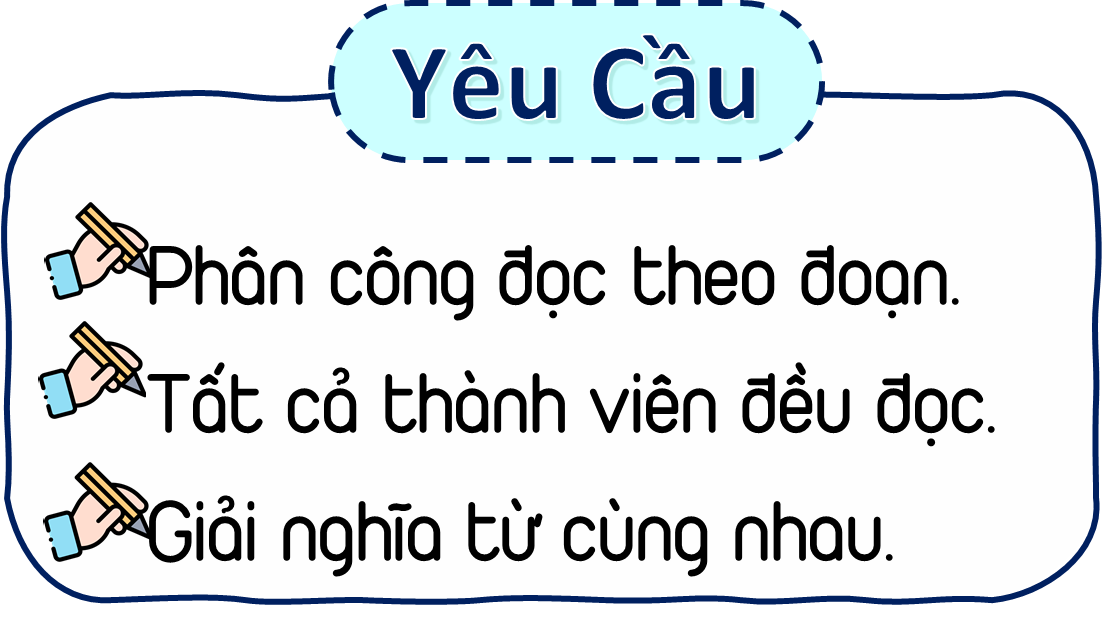 Yêu Cầu
Phân công đọc theo đoạn.
Tất cả thành viên đều đọc.
Giải nghĩa từ cùng nhau.